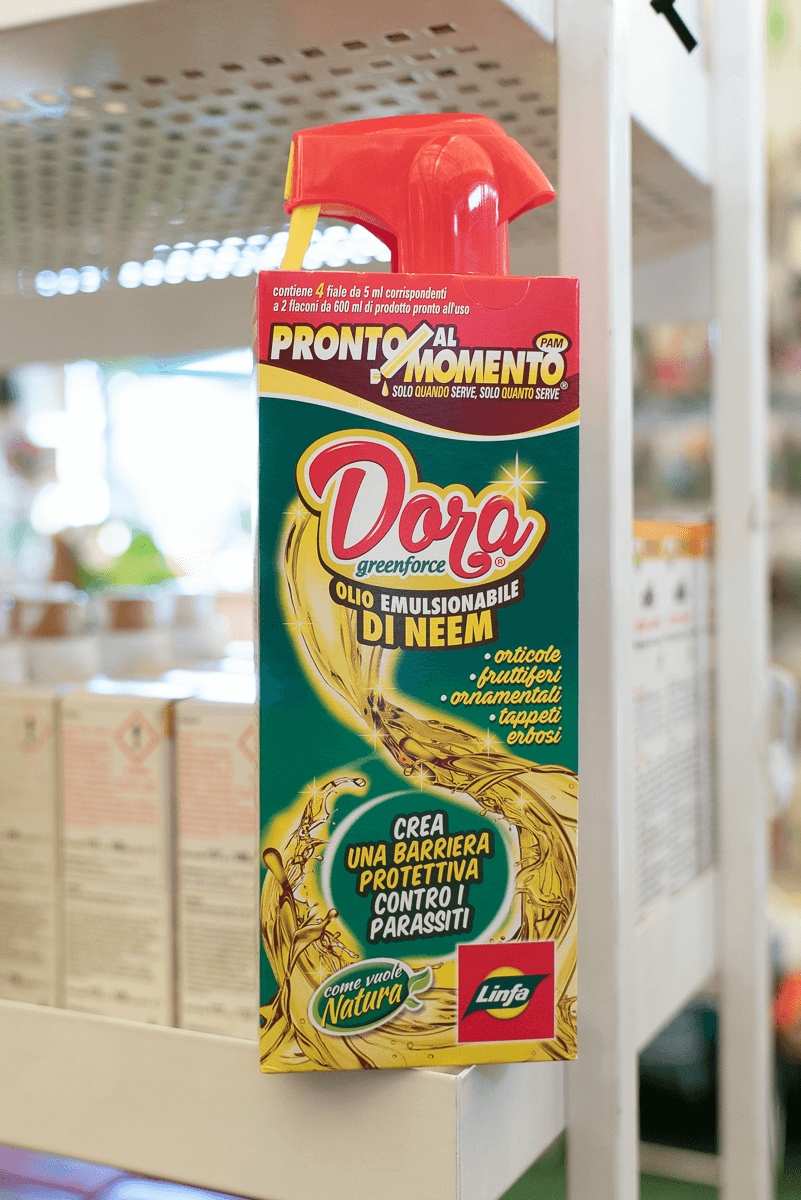 contiene 4 fiale da 5 ml corrispondenti
a 2 flaconi da 600 ml di prodotto pronto all'uso
PRONTO AL
MOMENTO
PAM
SOLO QUANDO SERVE, SOLO QUANTO SERVE®
Dora
greenforce®
OLIO EMULSIONABILE
DI NEEM
• orticole
• fruttiferi
• ornamentali
• tappeti
erbosi
CREA
UNA BARRIERA
PROTETTIVA
CONTRO I
PARASSITI
come vuole
Natura
Linfa